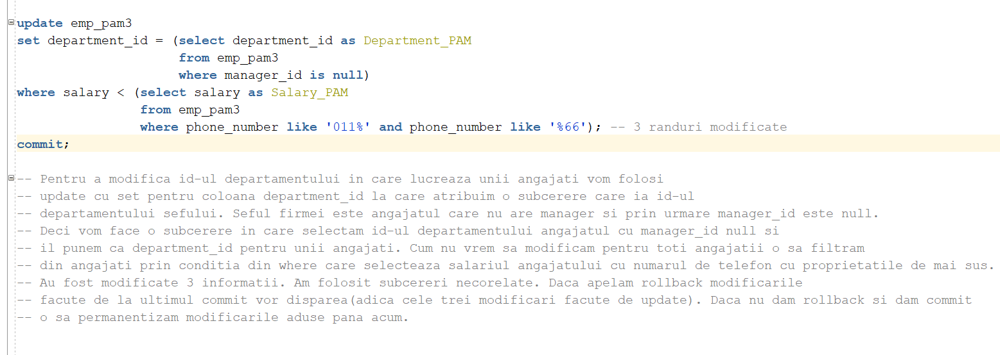 update emp_pam3
set department_id = (select department_id as Department_PAM
from emp_pam3
where manager_id is null)
where salary < (select salary as Salary_PAM
from emp_pam3
where phone_number like '011%' and phone_number like '%66'); -- 3 randuri modificate
commit;
-- Pentru a modifica id-ul departamentului in care lucreaza unii angajati vom folosi
-- update cu set pentru coloana department_id la care atribuim o subcerere care ia id-ul
-- departamentului sefului. Seful firmei este angajatul care nu are manager si prin urmare manager_id este null.
-- Deci vom face o subcerere in care selectam id-ul departamentului angajatul cu manager_id null si
-- il punem ca department_id pentru unii angajati. Cum nu vrem sa modificam pentru toti angajatii o sa filtram
-- din angajati prin conditia din where care selecteaza salariul angajatului cu numarul de telefon cu proprietatile de mai sus.
-- Au fost modificate 3 informatii. Am folosit subcereri necorelate. Daca apelam rollback modificarile
-- facute de la ultimul commit vor disparea(adica cele trei modificari facute de update). Daca nu dam rollback si dam commit
-- o sa permanentizam modificarile aduse pana acum.